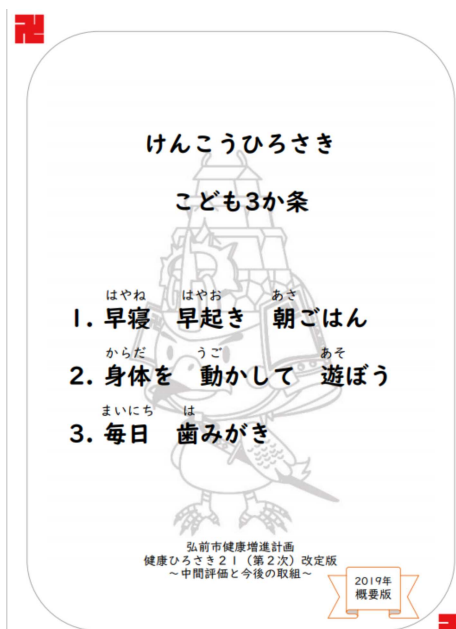 けんこうひろさき
こども3か条
はやね はやお あさ
1. 早寝 早起き 朝ごはん
からだ うご あそ
2. 身体を 動かして 遊ぼう
まいにち は
3. 毎日 歯みがき
弘前市健康増進計画
健康ひろさき21(第2次)改定版
~中間評価と今後の取組~
2019年
概要版